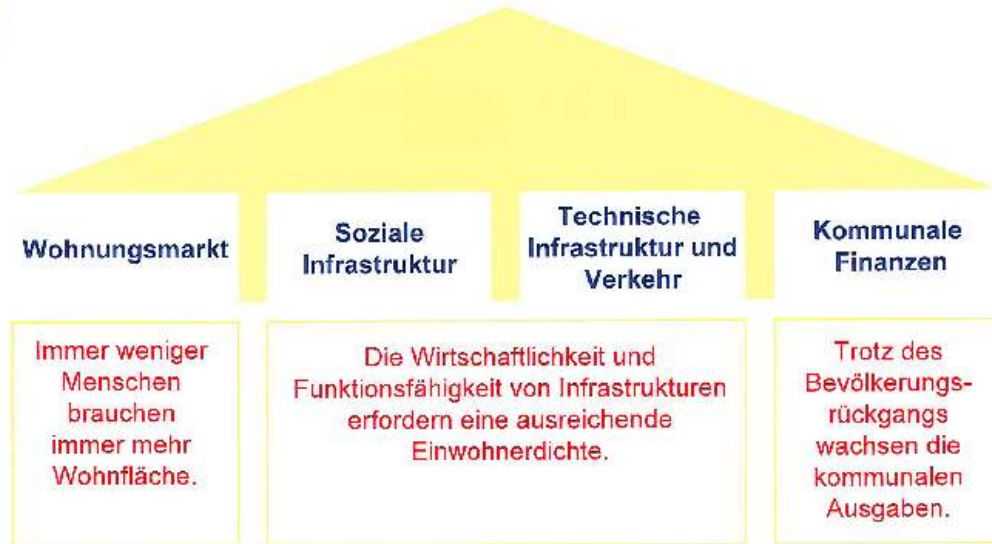 Wohnungsmarkt
Soziale
Infrastruktur
Technische
Infrastruktur und
Verkehr
Kommunale
Finanzen
Immer weniger
Menschen
brauchen
immer mehr
Wohnfläche.
Die Wirtschaftlichkeit und
Funktionsfähigkeit von Infrastrukturen
erfordern eine ausreichende
Einwohnerdichte.
Trotz des
Bevölkerungs-
rückgangs
wachsen die
kommunalen
Ausgaben.